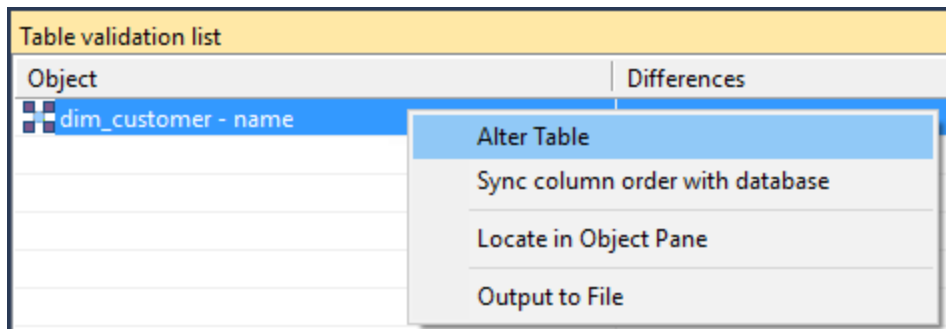 Table validation list
Object Differences
dim_customer - name
Alter Table
Sync column order with database
Locate in Object Pane
Output to File